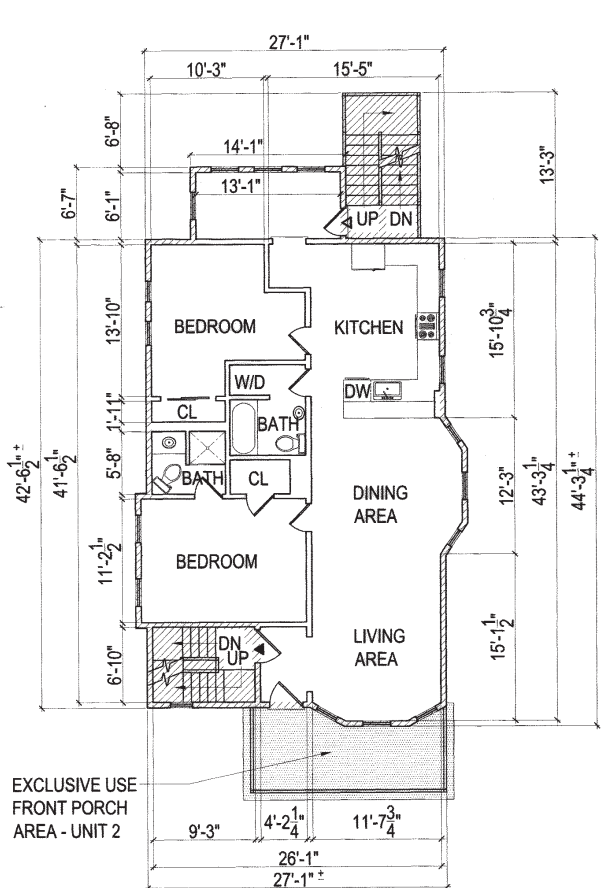 27'-1"
10'-3" 15'-5"
6'-8"
14'-1"
13'-3"
13'-1"
6'-7"
6'-1"
UP DN
BEDROOM
KITCHEN
13'-10"
15'-10 3/4"
W/D
DW
CL
1'-11"
BATH
5'-8"
BATH
CL
42'-6 1/2" ±
41'-6 1/2"
DINING
AREA
12'-3"
43'-3 1/4"
44'-3 1/4" ±
BEDROOM
11'-2 1/2"
DN
UP
LIVING
AREA
15'-1 1/2"
6'-10"
EXCLUSIVE USE
FRONT PORCH
AREA - UNIT 2
9'-3" 4'-2 1/4" 11'-7 3/4"
26'-1"
27'-1" ±